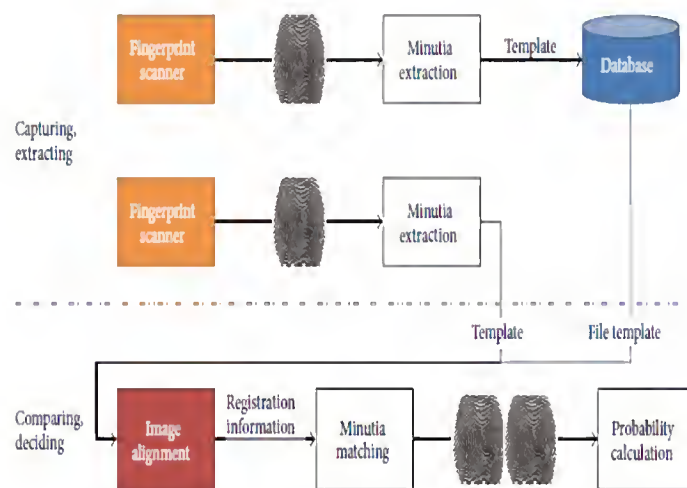 Fingerprint
scanner
Minutia
extraction
Template
Database
Capturing,
extracting
Fingerprint
scanner
Minutia
extraction
Template
File template
Comparing,
deciding
Image
alignment
Registration
information
Minutia
matching
Probability
calculation